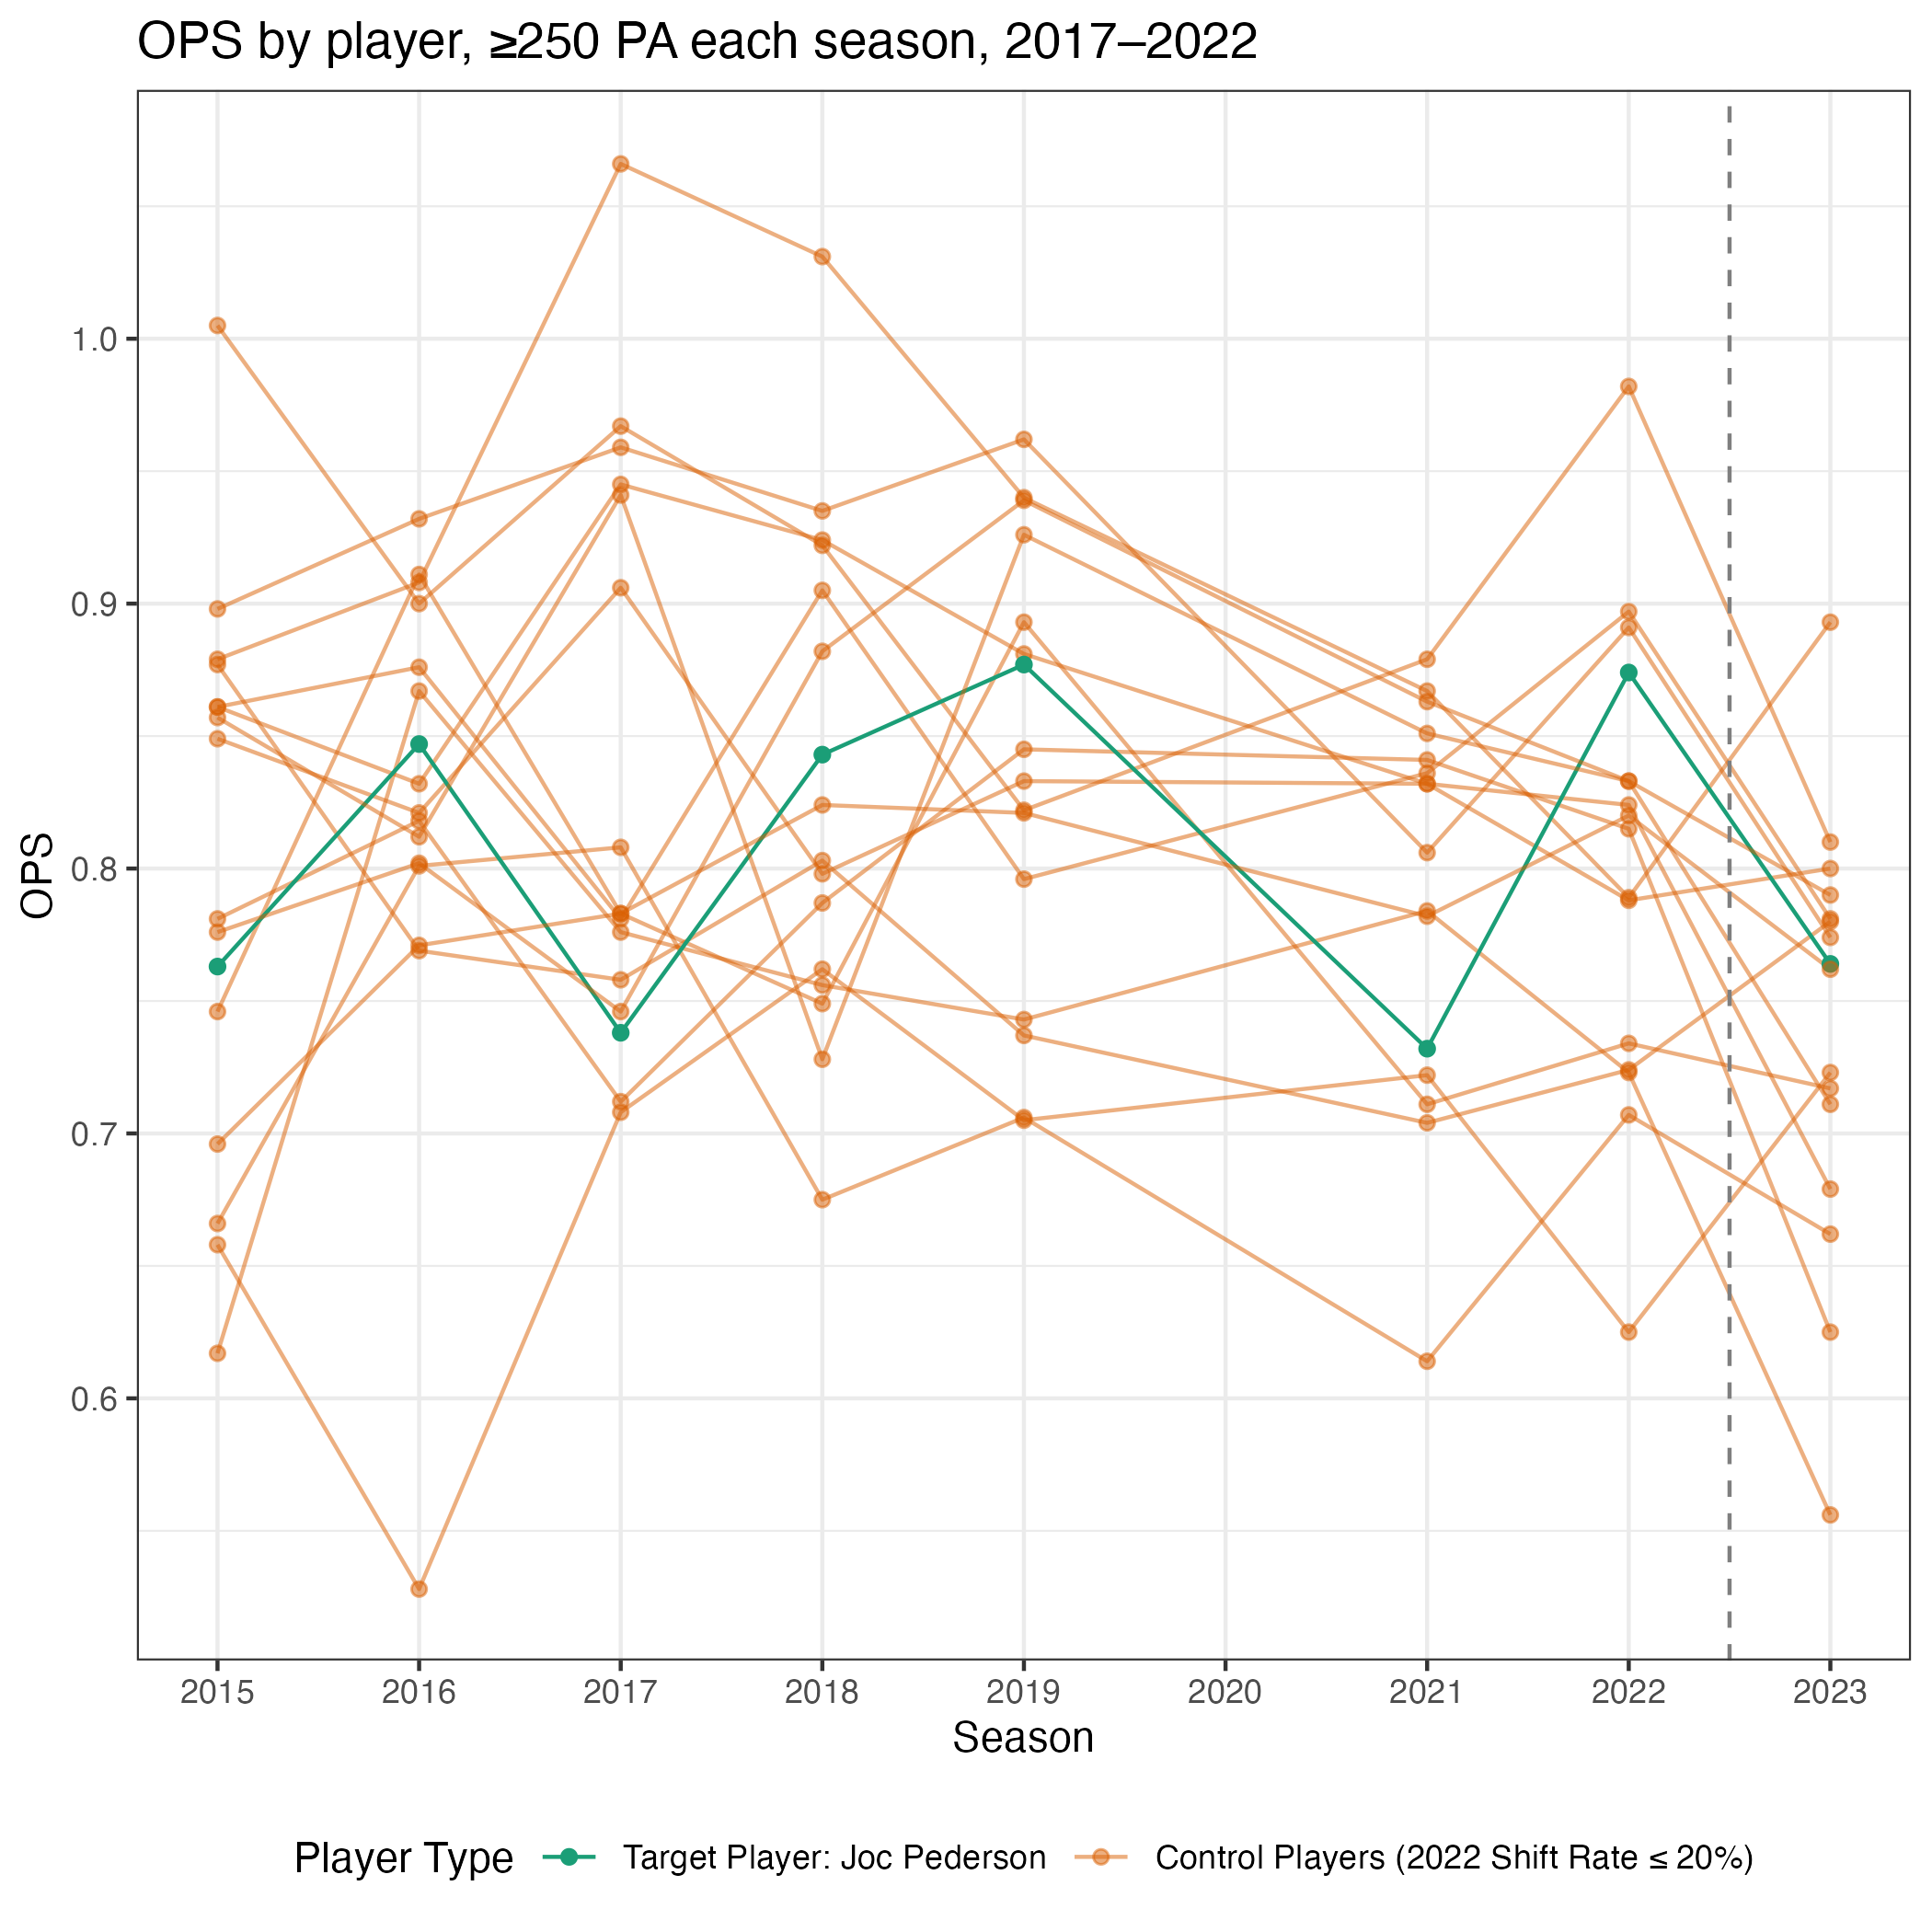 OPS by player, ≥250 PA each season, 2017–2022
OPS
1.0
0.9
0.8
0.7
0.6
2015 2016 2017 2018 2019 2020 2021 2022 2023
Season
Player Type Target Player: Joc Pederson Control Players (2022 Shift Rate ≤ 20%)